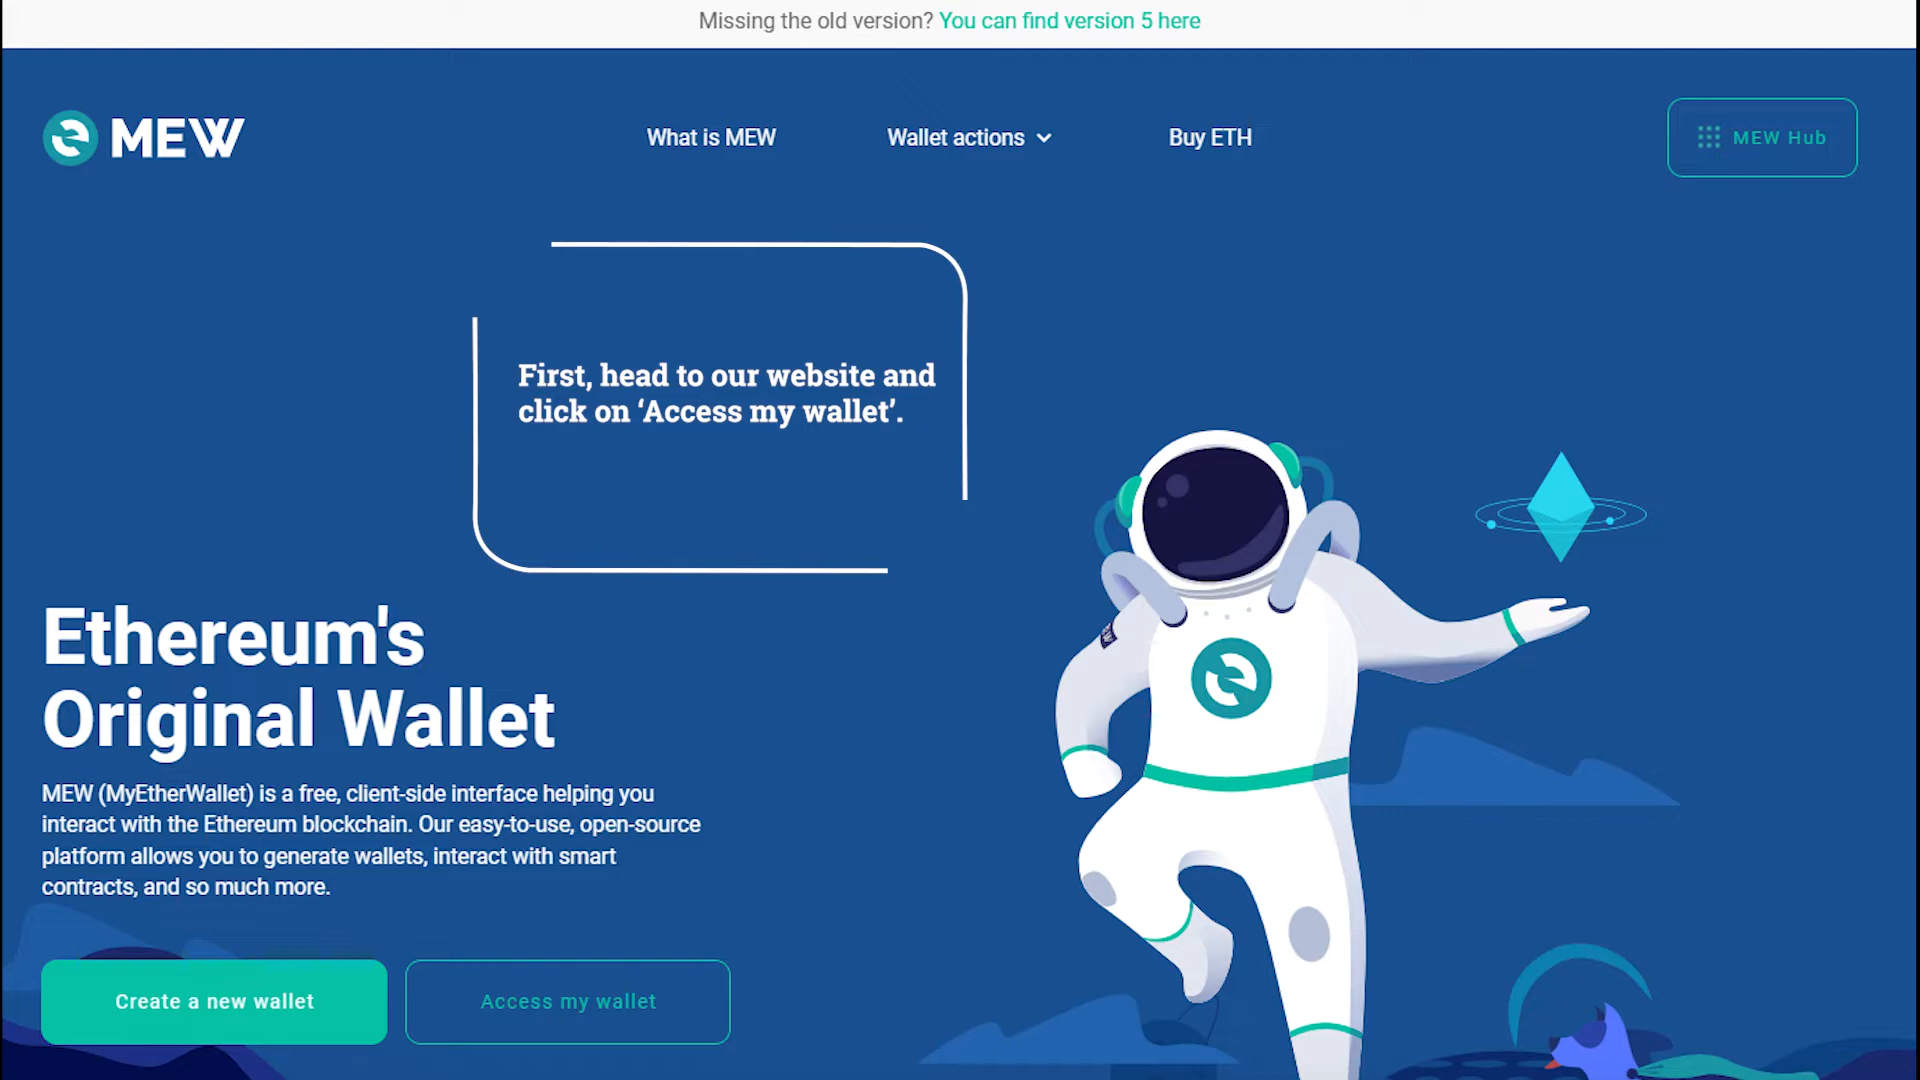 Missing the old version? You can find version 5 here
MEW
What is MEW
Wallet actions
Buy ETH
MEW Hub
First, head to our website and
click on ‘Access my wallet’.
Ethereum's
Original Wallet
MEW (MyEtherWallet) is a free, client-side interface helping you
interact with the Ethereum blockchain. Our easy-to-use, open-source
platform allows you to generate wallets, interact with smart
contracts, and so much more.
Create a new wallet
Access my wallet